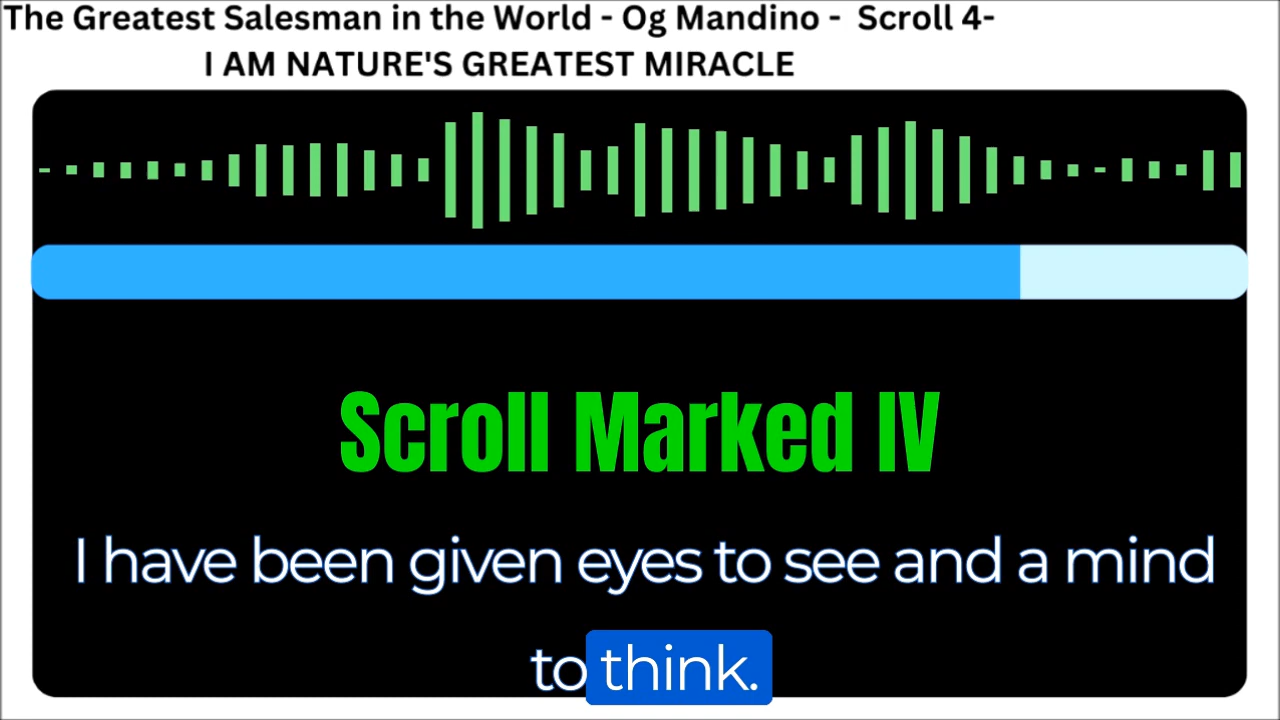 The Greatest Salesman in the World - Og Mandino -  Scroll 4-
I AM NATURE'S GREATEST MIRACLE
Scroll Marked IV
I have been given eyes to see and a mind
to think.